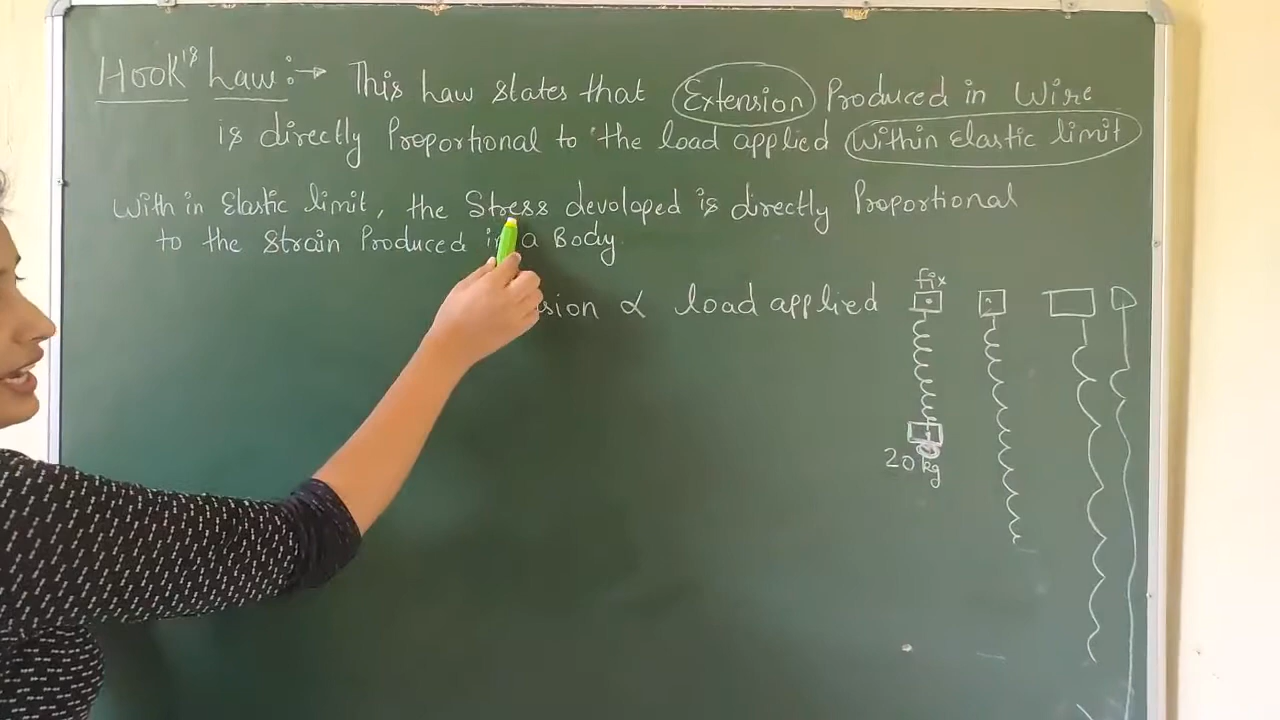 Hook's Law :→ This Law states that Extension Produced in Wire
is directly Proportional to the load applied Within Elastic limit
With in Elastic limit, the Stress devoloped is directly Proportional
to the Strain Produced in a Body.
∝ load applied
fix
20 kg